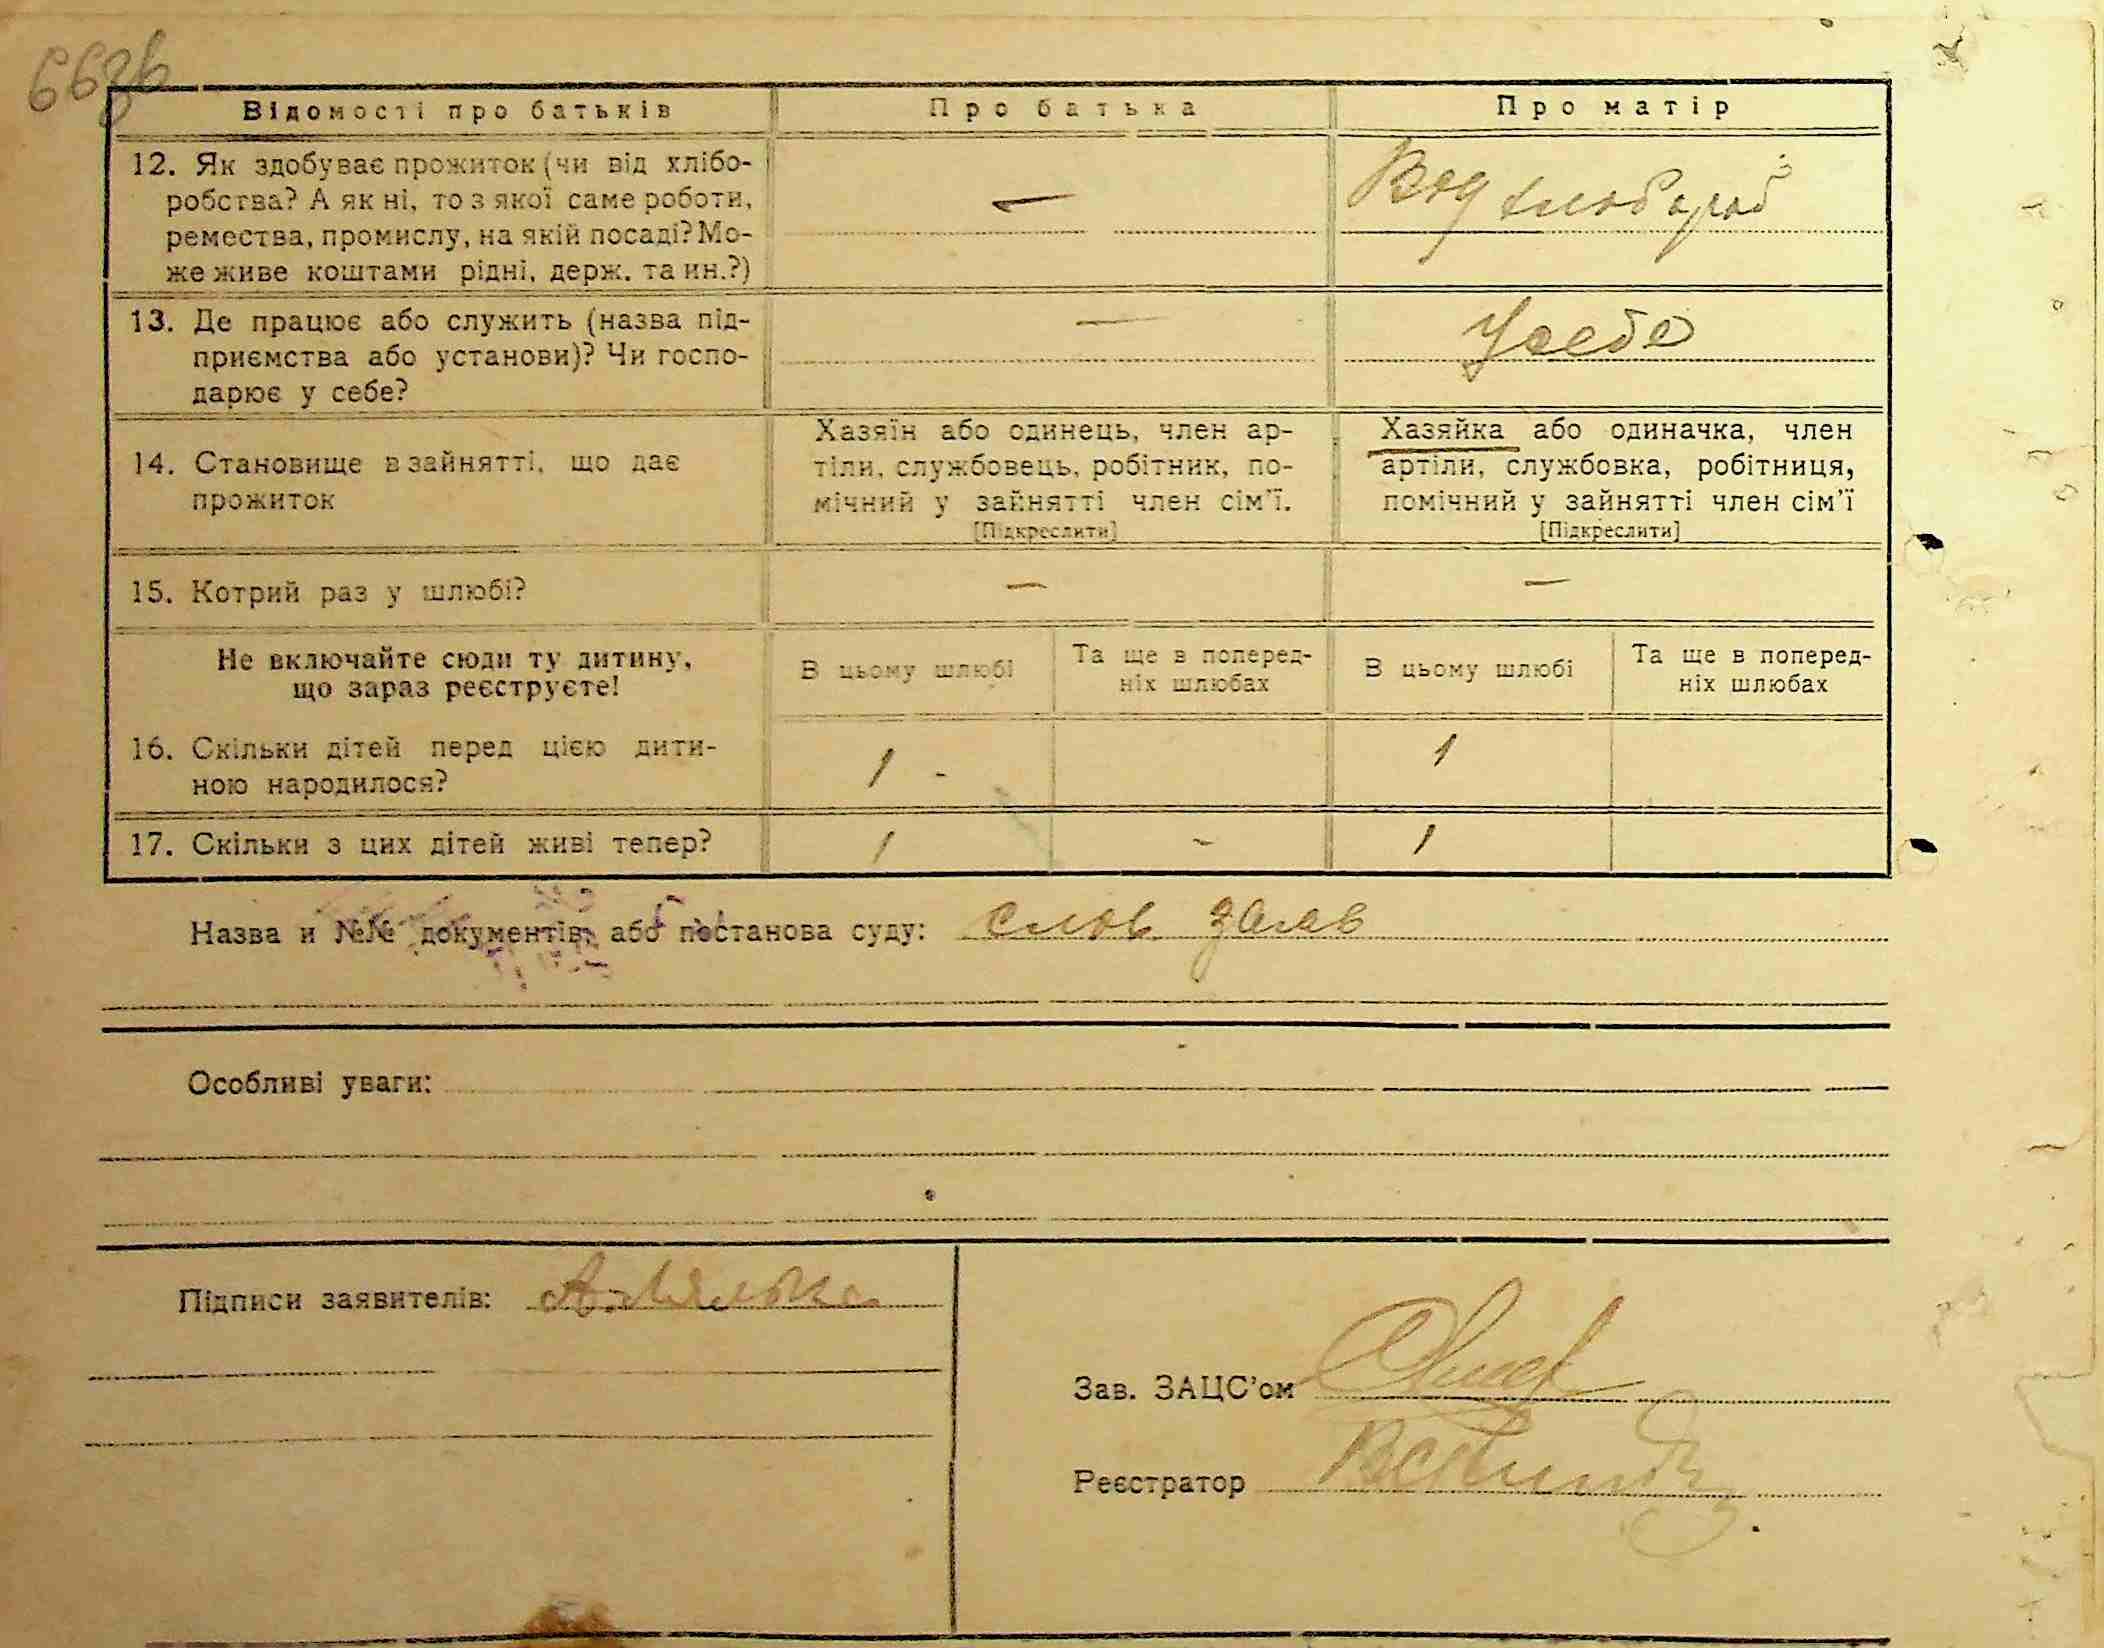 663б
Відомості про батьків Про батька Про матір
12. Як здобуває прожиток (чи від хлібо-
робства? А як ні, то з якої саме роботи,
ремества, промислу, на якій посаді? Мо-
же живе коштами рідні, держ. та ин.?)
— Вод хлебороб
13. Де працює або служить (назва під-
приємства або установи)? Чи госпо-
дарює у себе?
— У себе
14. Становище в зайнятті, що дає
прожиток
Хазяїн або одинець, член ар-
тіли, службовець, робітник, по-
мічний у зайнятті член сім'ї.
[Підкреслити]
Хазяйка або одиначка, член
артіли, службовка, робітниця,
помічний у зайнятті член сім'ї
[Підкреслити]
15. Котрий раз у шлюбі? — —
Не включайте сюди ту дитину,
що зараз реєструєте!
В цьому шлюбі
Та ще в поперед-
ніх шлюбах
В цьому шлюбі
Та ще в поперед-
ніх шлюбах
16. Скільки дітей перед цією дити-
ною народилося?
1 - 1
17. Скільки з цих дітей живі тепер? 1 - 1
Назва и №№ документів, або постанова суду: слов заяв
Особливі уваги:
Підписи заявителів:
Зав. ЗАЦС'ом
Реєстратор